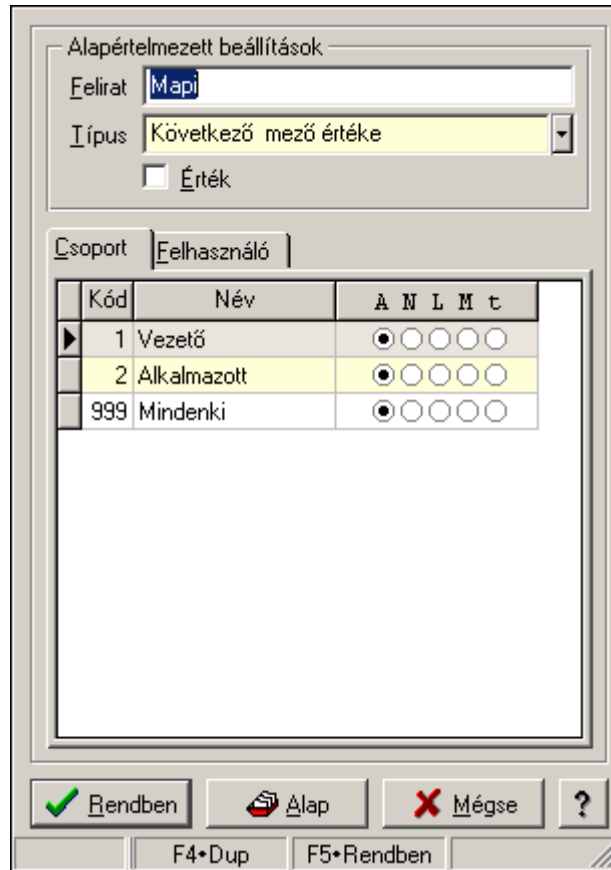 Alapértelmezett beállítások
Felirat Mapi
Típus Következő mező értéke
Érték
Csoport Felhasználó
Kód Név A N L M t
1 Vezető
2 Alkalmazott
999 Mindenki
Rendben Alap Mégse ?
F4•Dup F5•Rendben